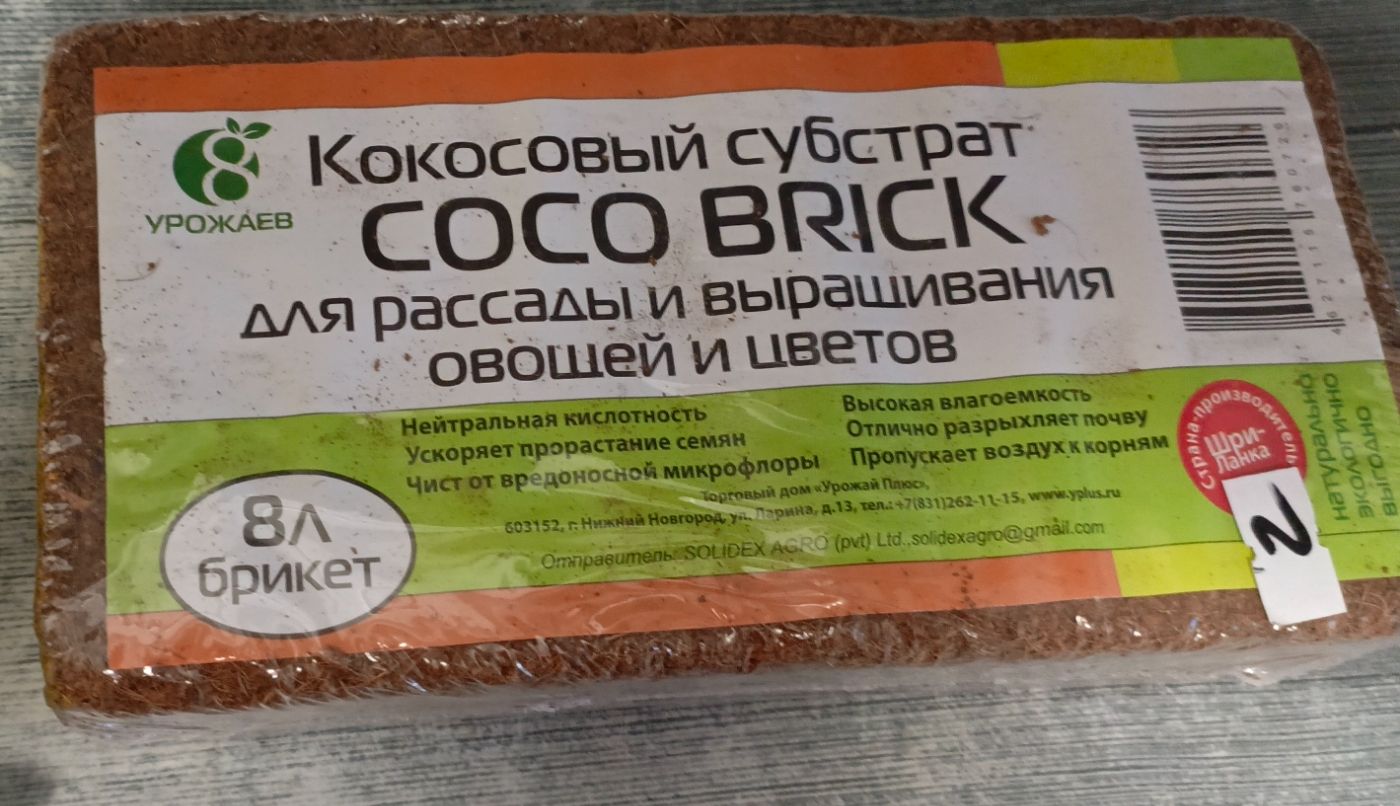 УРОЖАЕВ
Кокосовый субстрат
COCO BRICK
для рассады и выращивания
овощей и цветов
Нейтральная кислотность
Ускоряет прорастание семян
Чист от вредоносной микрофлоры
Высокая влагоемкость
Отлично разрыхляет почву
Пропускает воздух к корням
Торговый дом «Урожай Плюс»,
603152, г. Нижний Новгород, ул. Ларина, д.13, тел.: +7(831)262-11-15, www.yplus.ru
Отправитель: SOLIDEX AGRO (pvt) Ltd.,solidexagro@gmail.com
8л
брикет
Страна-производитель
Шри-
Ланка
натурально
экологично
выгодно
2